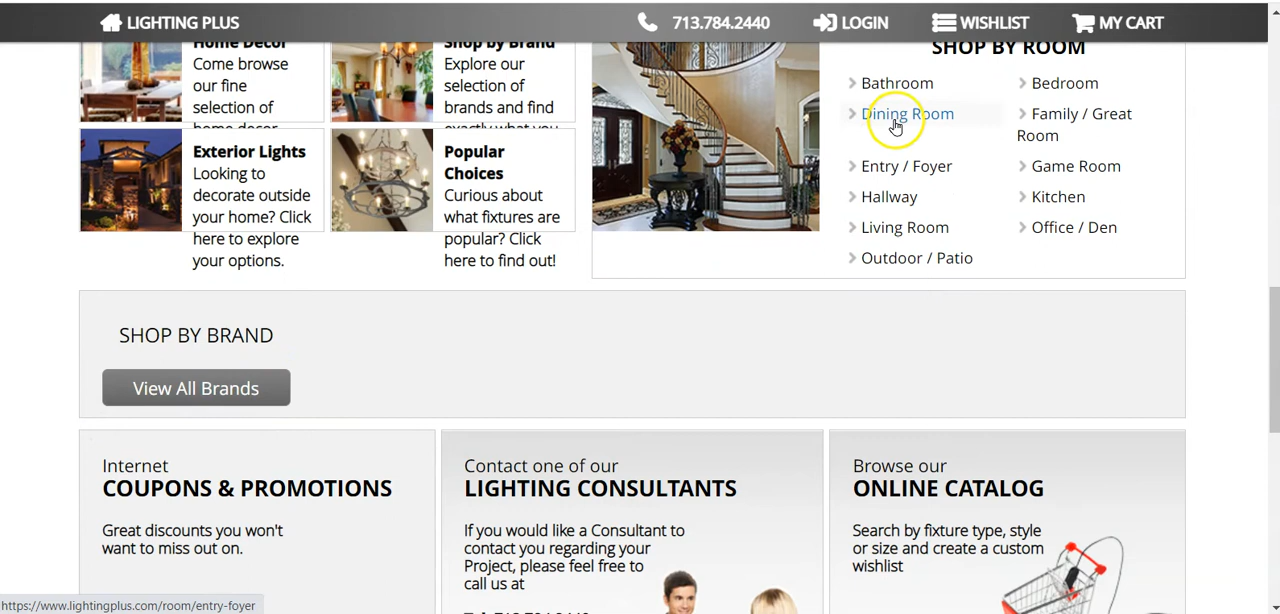 LIGHTING PLUS
713.784.2440
LOGIN
WISHLIST
MY CART
Home Decor
Come browse
our fine
selection of
home decor
Shop by Brand
Explore our
selection of
brands and find
exactly what you
Exterior Lights
Looking to
decorate outside
your home? Click
here to explore
your options.
Popular
Choices
Curious about
what fixtures are
popular? Click
here to find out!
SHOP BY ROOM
Bathroom
Bedroom
Dining Room
Family / Great
Room
Entry / Foyer
Game Room
Hallway
Kitchen
Living Room
Office / Den
Outdoor / Patio
SHOP BY BRAND
View All Brands
Internet
COUPONS & PROMOTIONS
Great discounts you won't
want to miss out on.
Contact one of our
LIGHTING CONSULTANTS
If you would like a Consultant to
contact you regarding your
Project, please feel free to
call us at
Browse our
ONLINE CATALOG
Search by fixture type, style
or size and create a custom
wishlist
https://www.lightingplus.com/room/entry-foyer